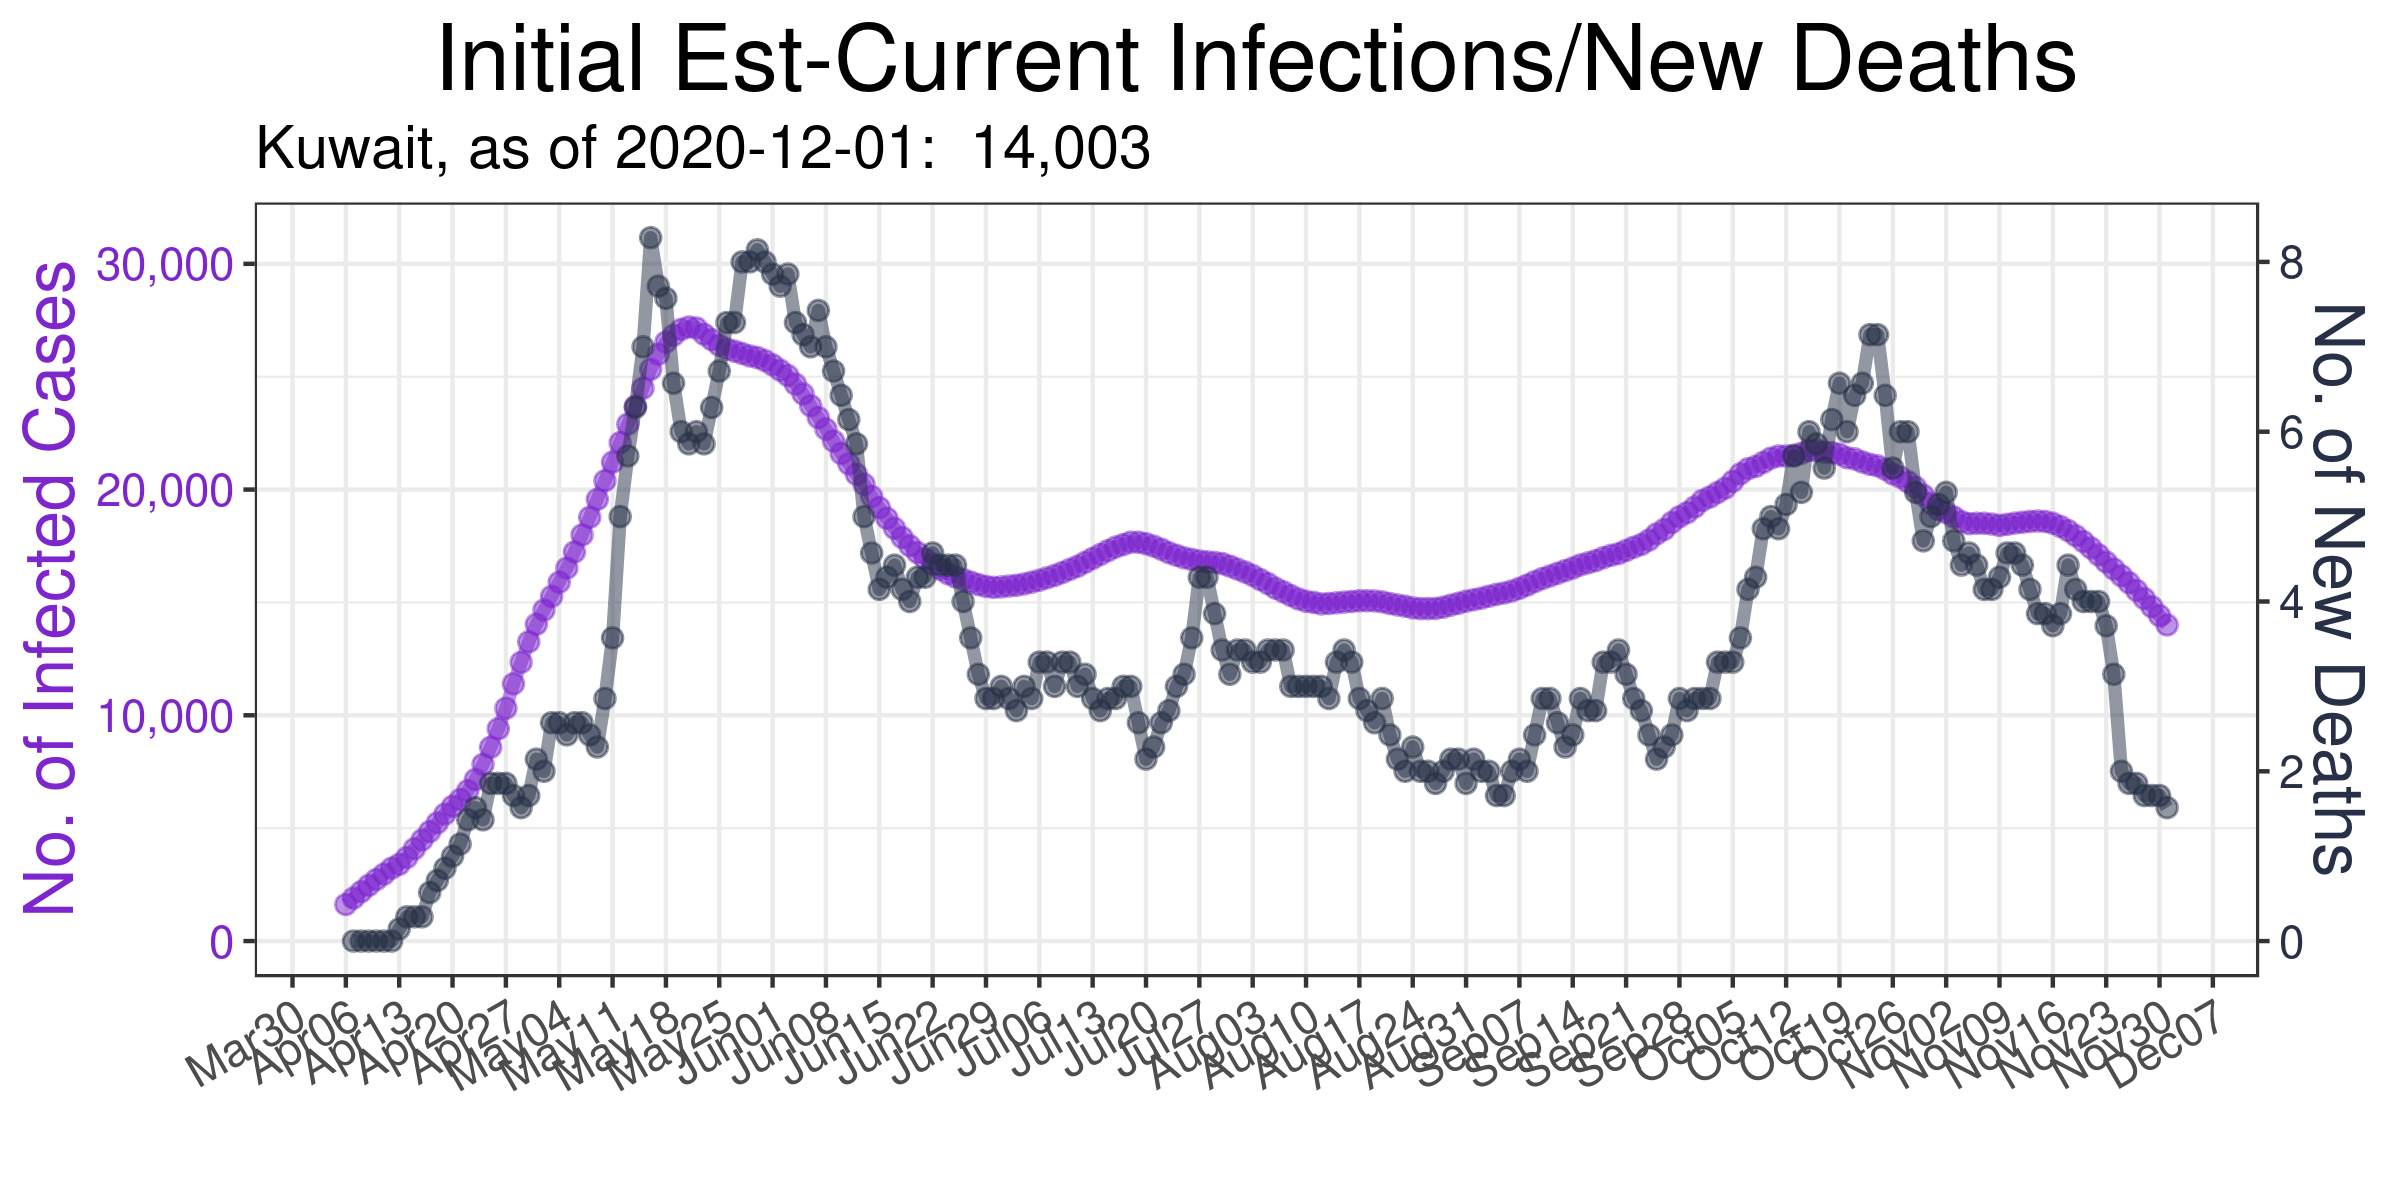 Initial Est-Current Infections/New Deaths
Kuwait, as of 2020-12-01: 14,003
No. of Infected Cases
30,000
20,000
10,000
0
8
6
4
2
0
No. of New Deaths
Mar30 Apr06 Apr13 Apr20 Apr27 May04 May11 May18 May25 Jun01 Jun08 Jun15 Jun22 Jun29 Jul06 Jul13 Jul20 Jul27 Aug03 Aug10 Aug17 Aug24 Aug31 Sep07 Sep14 Sep21 Sep28 Oct05 Oct12 Oct19 Oct26 Nov02 Nov09 Nov16 Nov23 Nov30 Dec07